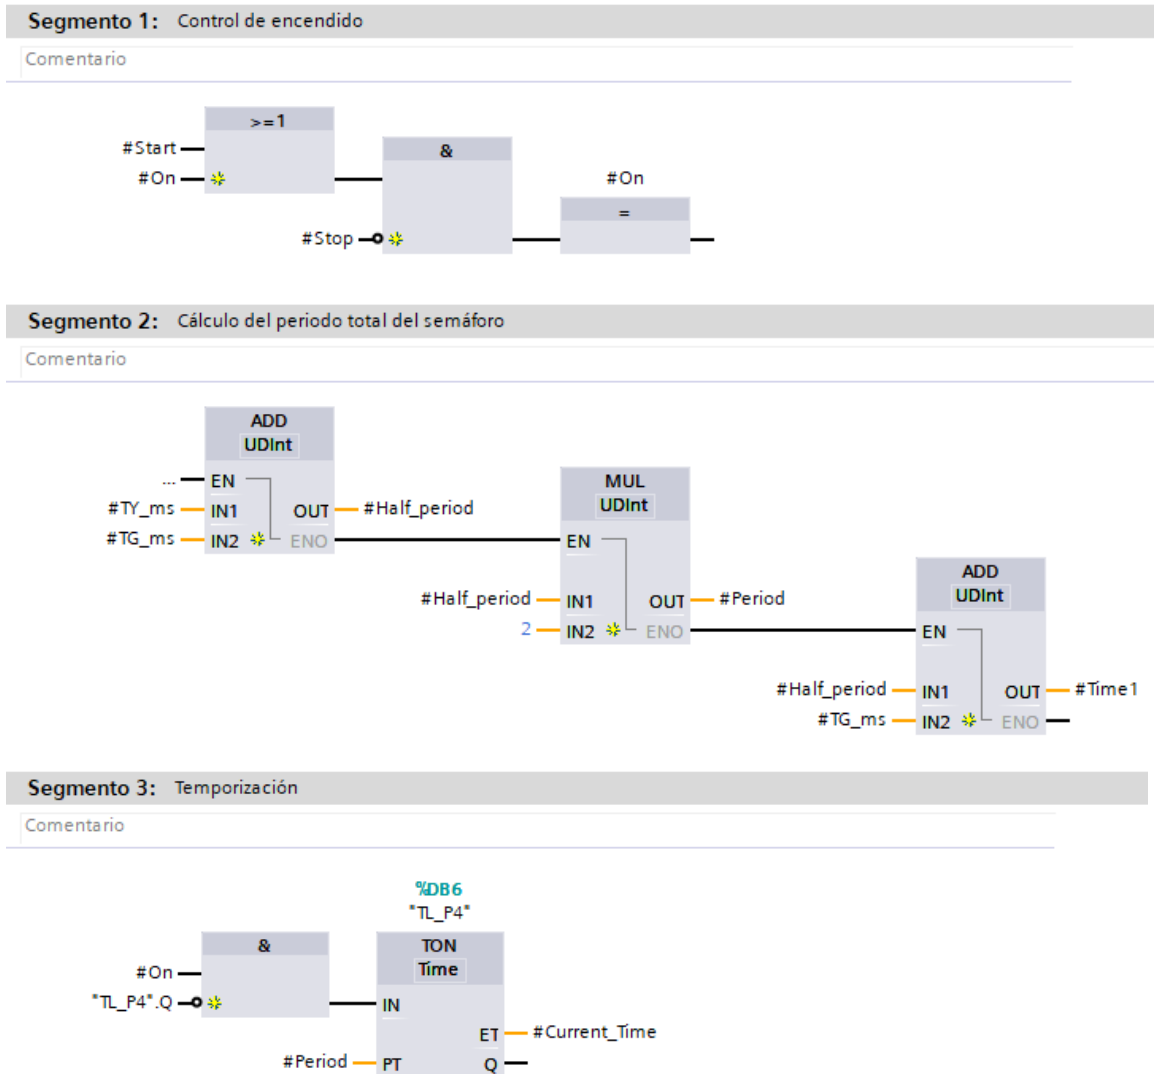 Segmento 1: Control de encendido
Comentario
>=1
#Start
#On
&
#Stop
#On
=
Segmento 2: Cálculo del periodo total del semáforo
Comentario
ADD
UDInt
... EN
#TY_ms IN1 OUT #Half_period
#TG_ms IN2 ENO
MUL
UDInt
EN
#Half_period IN1 OUT #Period
2 IN2 ENO
ADD
UDInt
EN
#Half_period IN1 OUT #Time1
#TG_ms IN2 ENO
Segmento 3: Temporización
Comentario
&
#On
"TL_P4".Q
%DB6
"TL_P4"
TON
Time
IN
ET #Current_Time
#Period PT Q